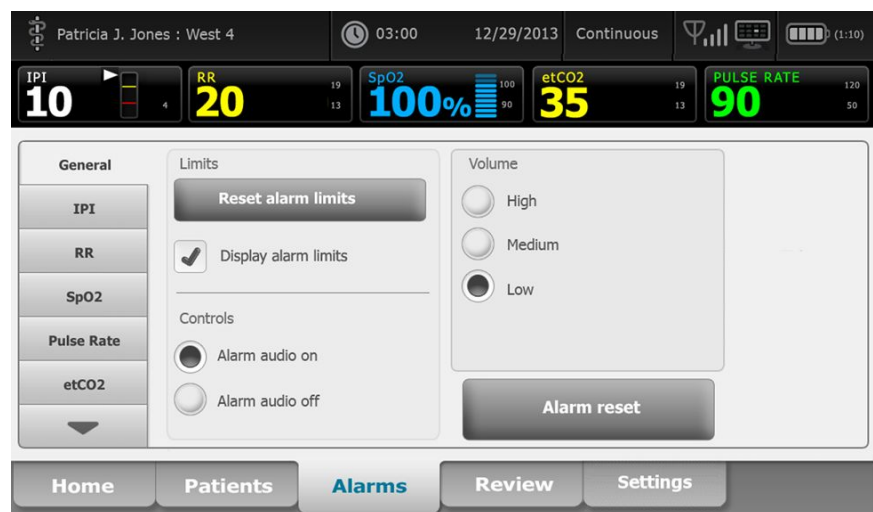 Patricia J. Jones : West 4 03:00 12/29/2013 Continuous (1:10)
IPI RR SpO2 etCO2 PULSE RATE
10 4 20 19 13 100% 100 90 35 19 13 90 120 50
General
IPI
RR
SpO2
Pulse Rate
etCO2
Limits
Reset alarm limits
Display alarm limits
Controls
Alarm audio on
Alarm audio off
Volume
High
Medium
Low
Alarm reset
Home Patients Alarms Review Settings